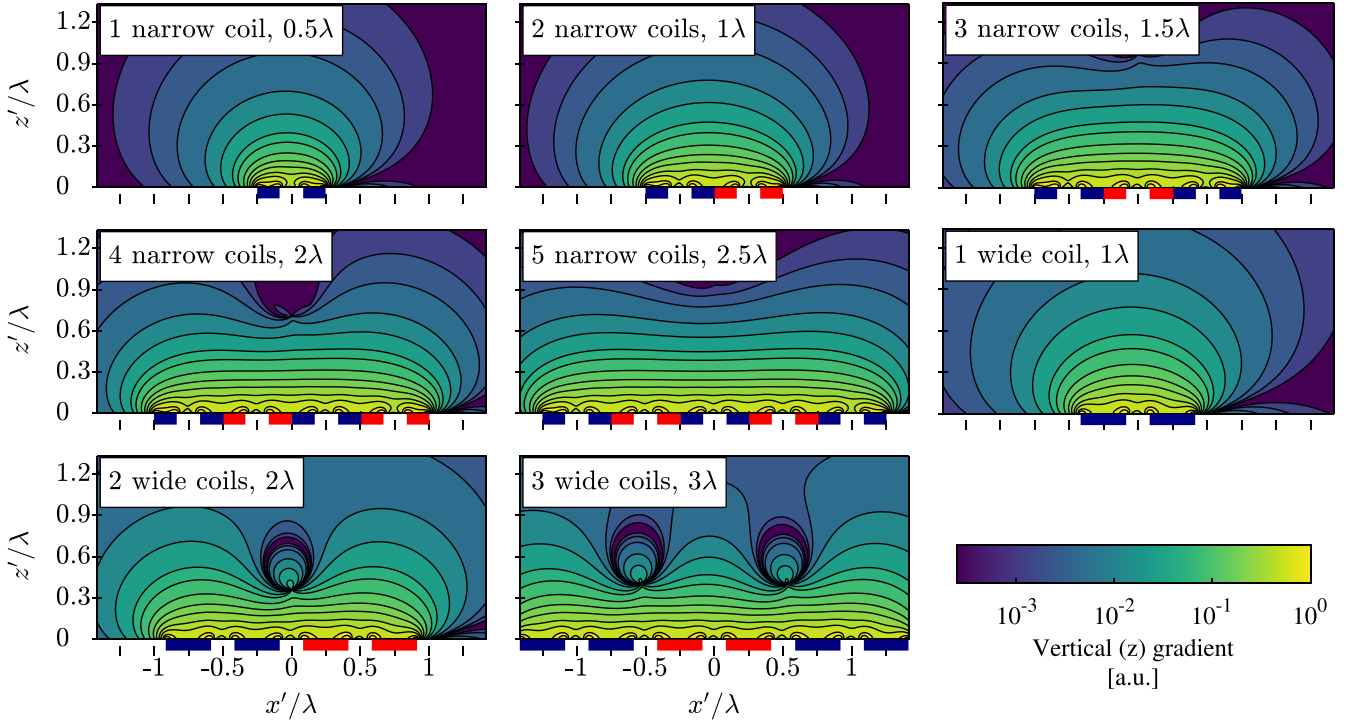 1 narrow coil, 0.5λ
2 narrow coils, 1λ
3 narrow coils, 1.5λ
1.2
0.9
0.6
0.3
0
z′/λ
4 narrow coils, 2λ
5 narrow coils, 2.5λ
1 wide coil, 1λ
1.2
0.9
0.6
0.3
0
z′/λ
2 wide coils, 2λ
3 wide coils, 3λ
1.2
0.9
0.6
0.3
0
z′/λ
-1 -0.5 0 0.5 1
x′/λ
-1 -0.5 0 0.5 1
x′/λ
10⁻³ 10⁻² 10⁻¹ 10⁰
Vertical (z) gradient
[a.u.]